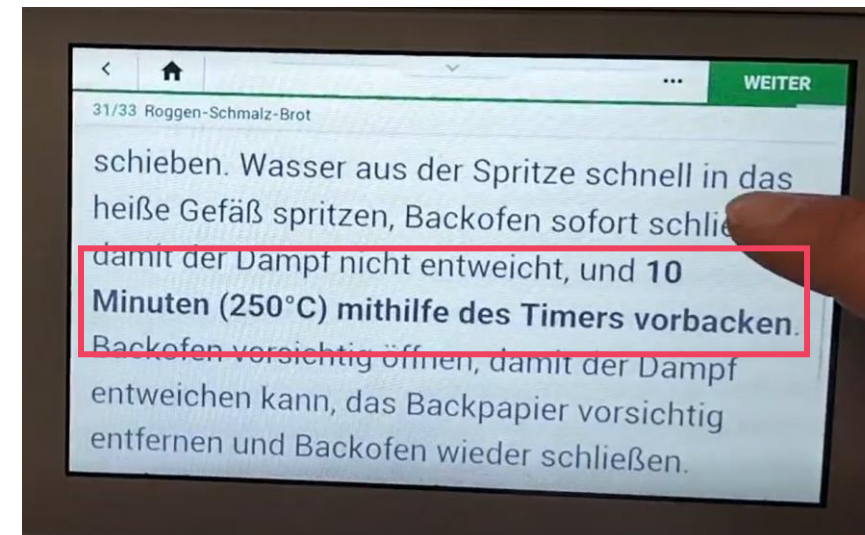 WEITER
31/33 Roggen-Schmalz-Brot
schieben. Wasser aus der Spritze schnell in das
heiße Gefäß spritzen, Backofen sofort
damit der Dampf nicht entweicht, und 10
Minuten (250°C) mithilfe des Timers vorbacken.
Backofen vorsichtig öffnen, damit der Dampf
entweichen kann, das Backpapier vorsichtig
entfernen und Backofen wieder schließen.